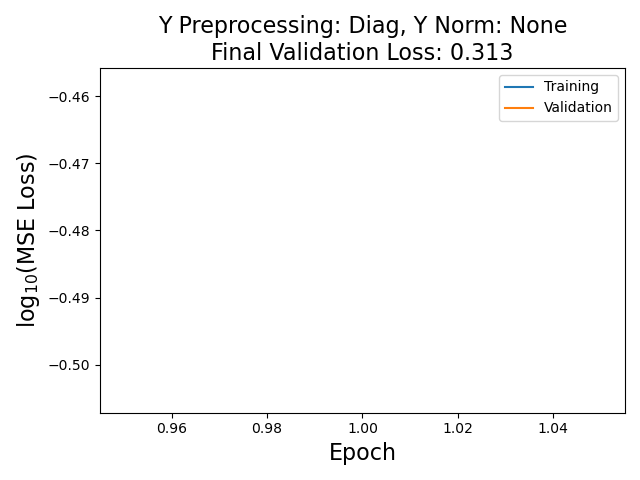 Y Preprocessing: Diag, Y Norm: None
Final Validation Loss: 0.313
Training
Validation
log₁₀(MSE Loss)
−0.46
−0.47
−0.48
−0.49
−0.50
0.96 0.98 1.00 1.02 1.04
Epoch